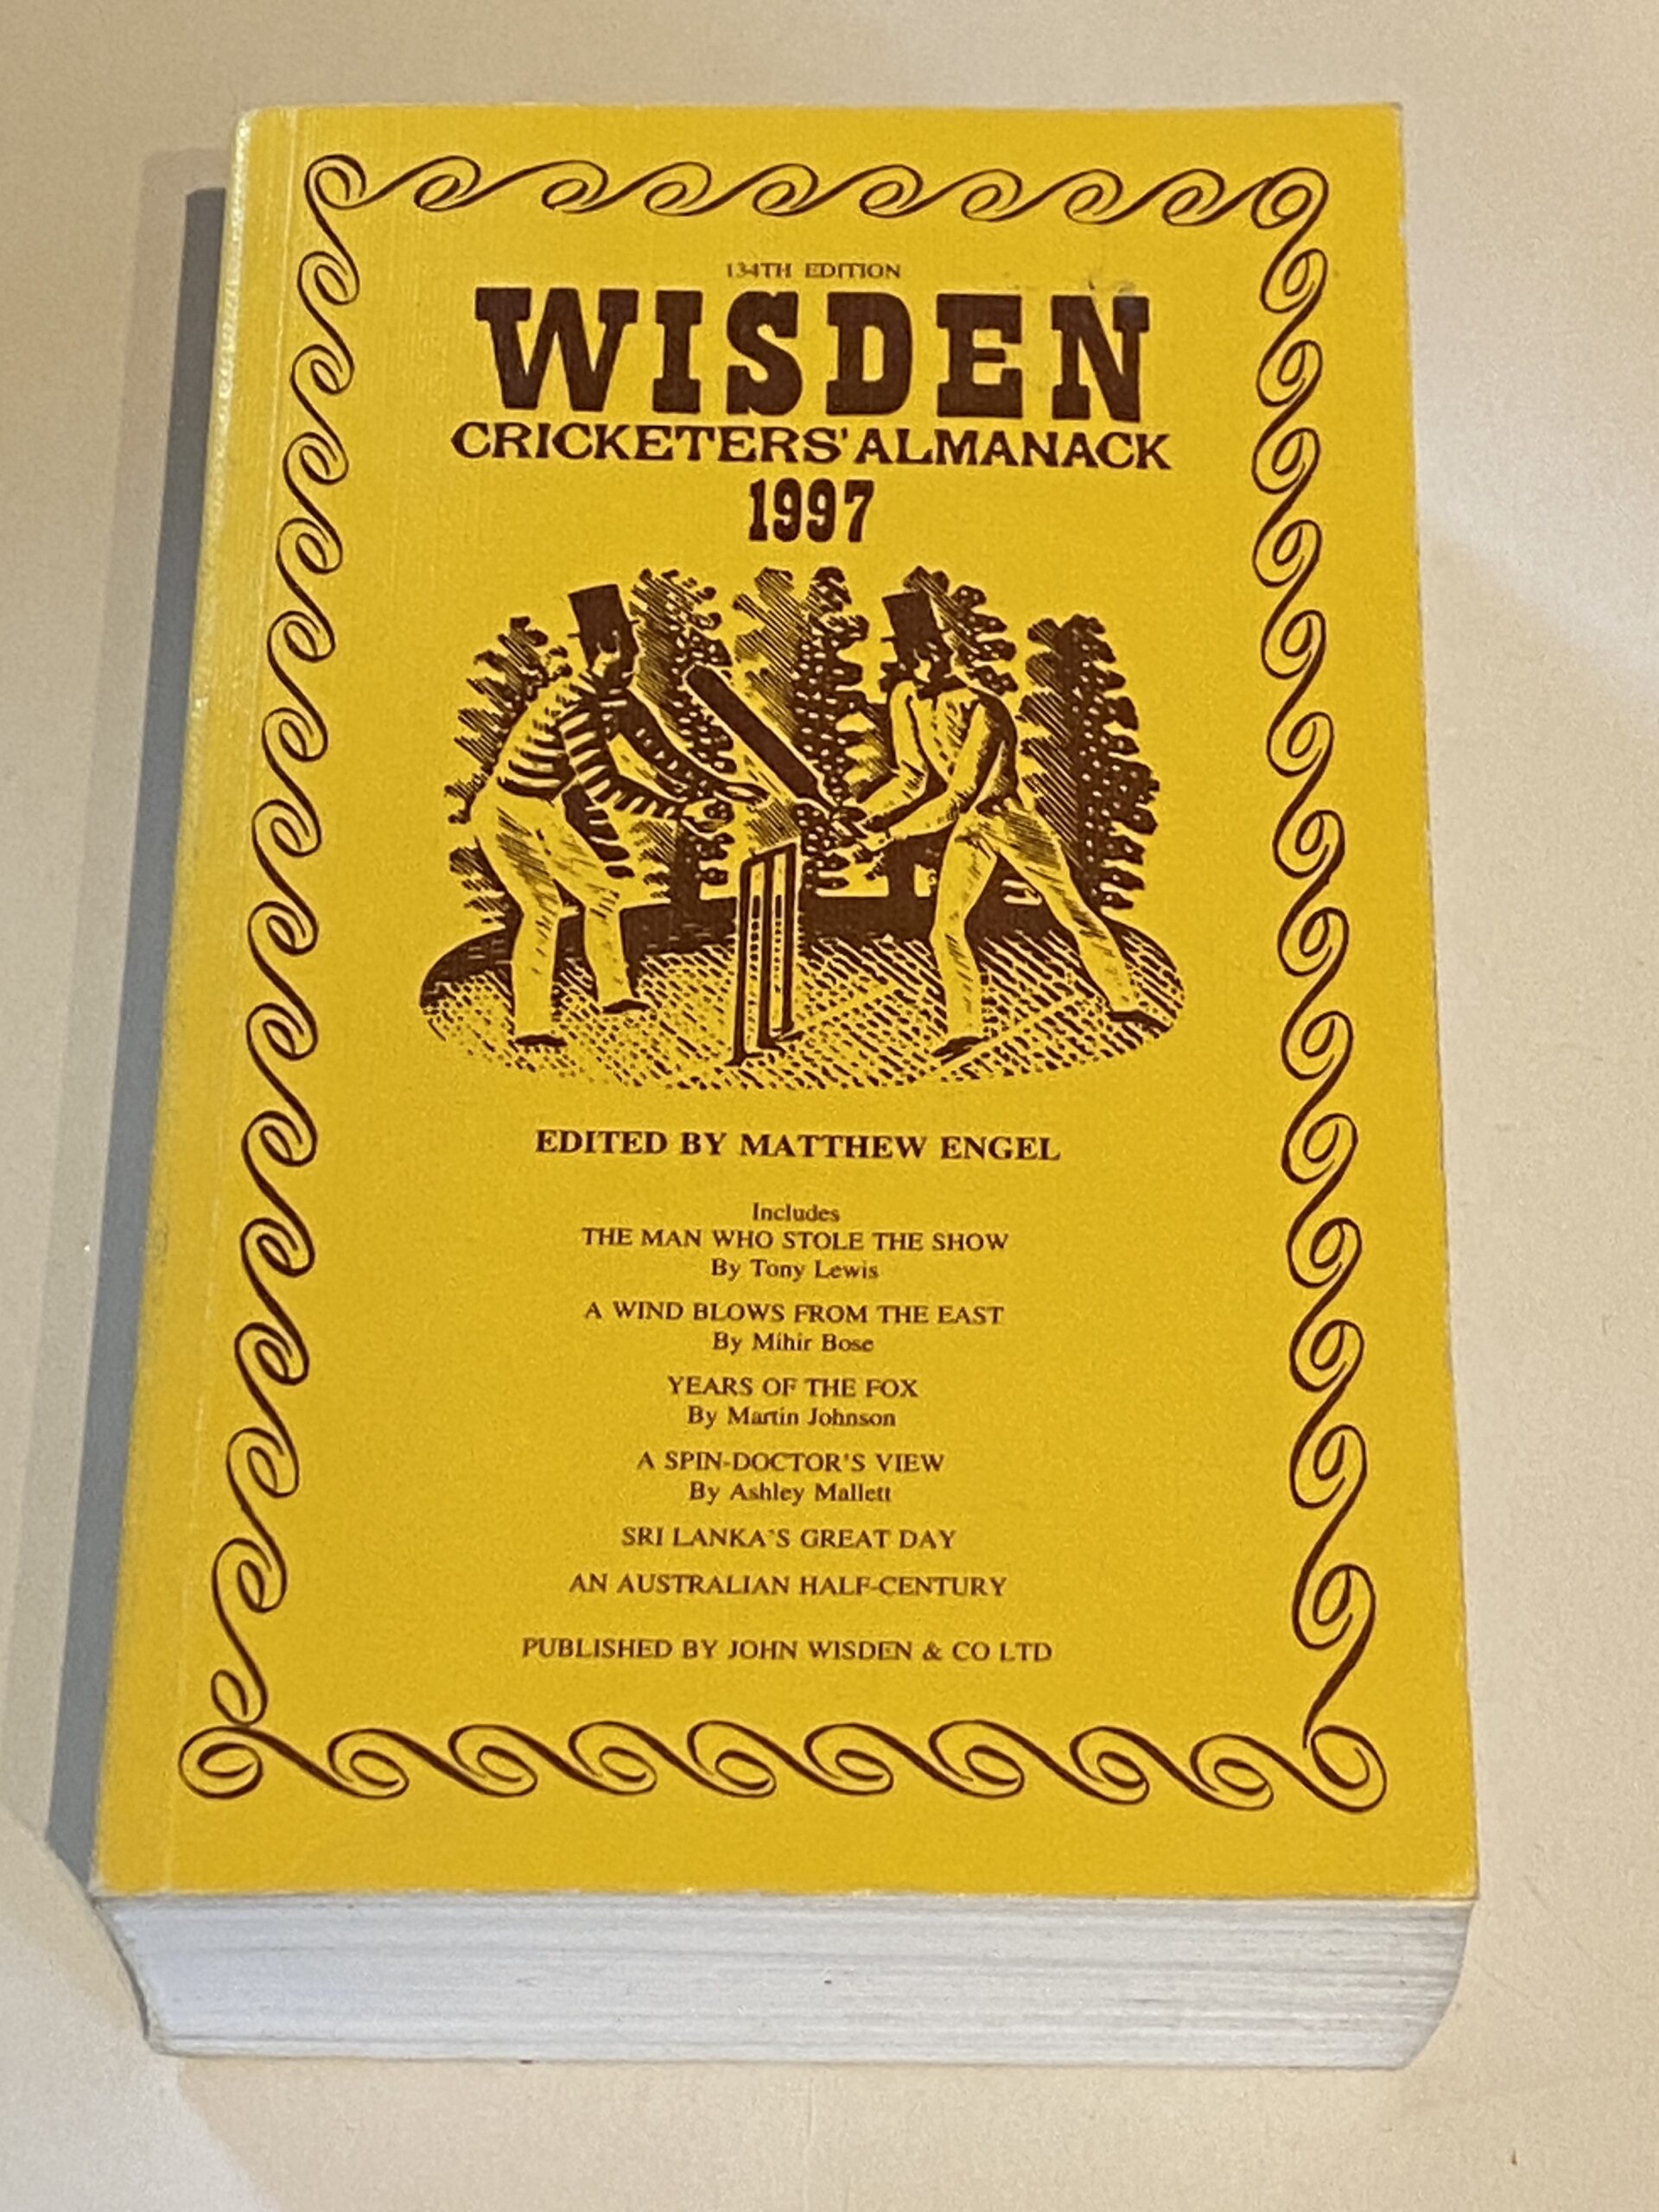 134TH EDITION
WISDEN
CRICKETERS' ALMANACK
1997
EDITED BY MATTHEW ENGEL
Includes
THE MAN WHO STOLE THE SHOW
By Tony Lewis
A WIND BLOWS FROM THE EAST
By Mihir Bose
YEARS OF THE FOX
By Martin Johnson
A SPIN-DOCTOR'S VIEW
By Ashley Mallett
SRI LANKA'S GREAT DAY
AN AUSTRALIAN HALF-CENTURY
PUBLISHED BY JOHN WISDEN & CO LTD